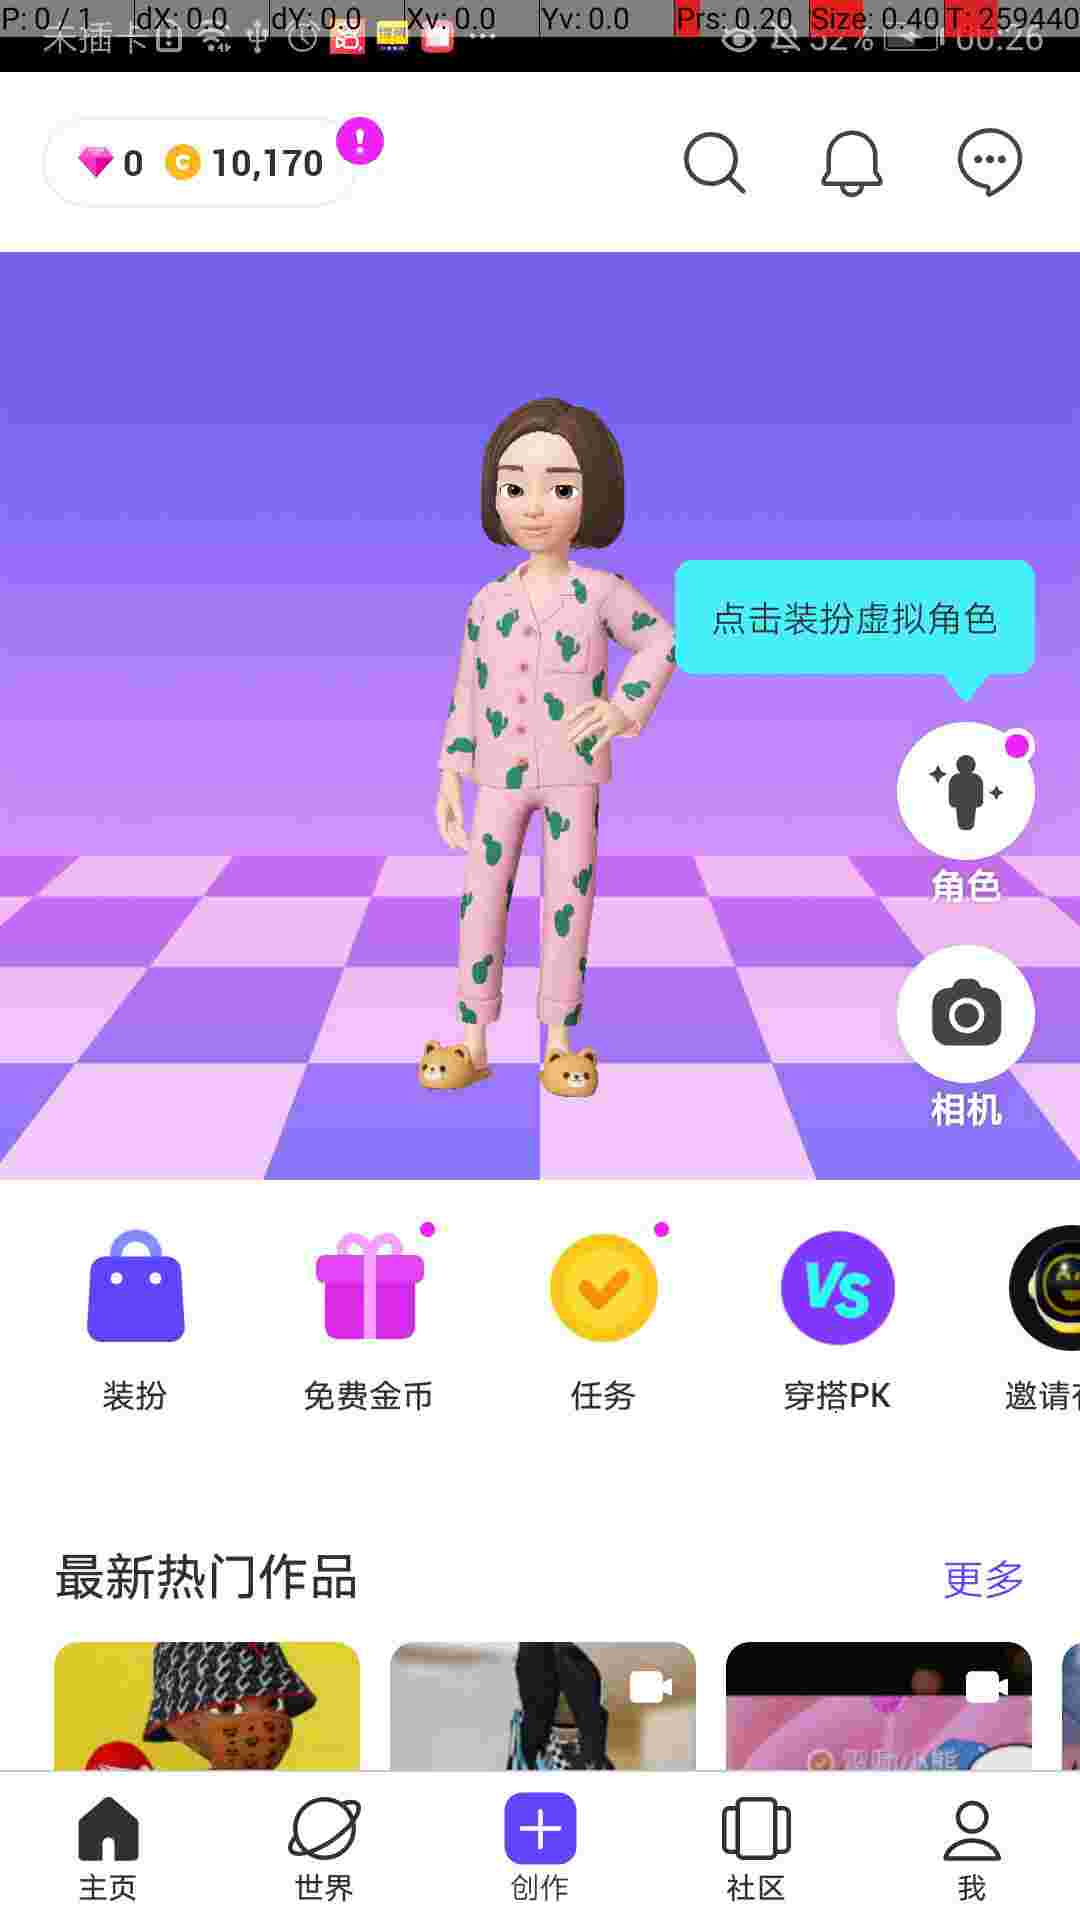 P: 0 / 1 dX: 0.0 dY: 0.0 Xv: 0.0 Yv: 0.0 Prs: 0.20 Size: 0.40 T: 259440
未插卡 52% 00:26
0 10,170
点击装扮虚拟角色
角色
相机
VS
装扮 免费金币 任务 穿搭PK 邀请
最新热门作品 更多
主页 世界 创作 社区 我